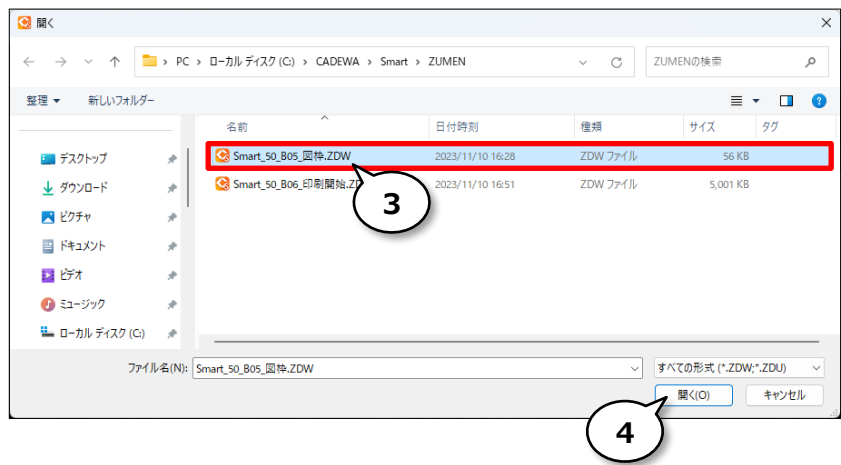 開く
PC › ローカル ディスク (C:) › CADEWA › Smart › ZUMEN
ZUMENの検索
整理 新しいフォルダー
名前 日付時刻 種類 サイズ タグ
デスクトップ
ダウンロード
ピクチャ
ドキュメント
ビデオ
ミュージック
ローカル ディスク (C:)
Smart_50_B05_図枠.ZDW 2023/11/10 16:28 ZDW ファイル 56 KB
Smart_50_B06_印刷開始.ZD 2023/11/10 16:51 ZDW ファイル 5,001 KB
3
ファイル名(N): Smart_50_B05_図枠.ZDW すべての形式 (*.ZDW;*.ZDU)
開く(O) キャンセル
4